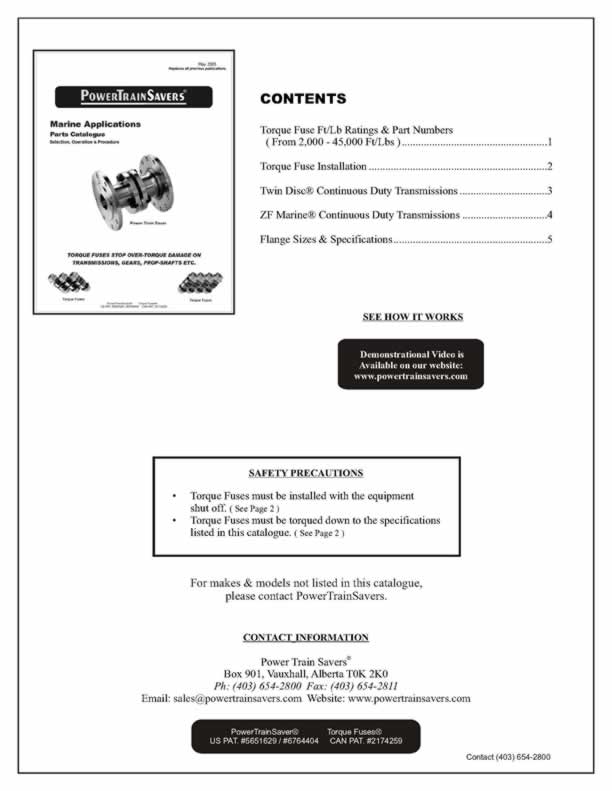 May 2005
Replaces all previous publications
POWERTRAINSAVERS®
Marine Applications
Parts Catalogue
Selection, Operation & Procedure
Power Train Saver
TORQUE FUSES STOP OVER-TORQUE DAMAGE ON
TRANSMISSIONS, GEARS, PROP-SHAFTS ETC.
Torque Fuses
Torque Fuses
CONTENTS
Torque Fuse Ft/Lb Ratings & Part Numbers
( From 2,000 - 45,000 Ft/Lbs ).....................................................1
Torque Fuse Installation.................................................................2
Twin Disc® Continuous Duty Transmissions................................3
ZF Marine® Continuous Duty Transmissions...............................4
Flange Sizes & Specifications........................................................5
SEE HOW IT WORKS
Demonstrational Video is
Available on our website:
www.powertrainsavers.com
SAFETY PRECAUTIONS
• Torque Fuses must be installed with the equipment
shut off. ( See Page 2 )
• Torque Fuses must be torqued down to the specifications
listed in this catalogue. ( See Page 2 )
For makes & models not listed in this catalogue,
please contact PowerTrainSavers.
CONTACT INFORMATION
Power Train Savers®
Box 901, Vauxhall, Alberta T0K 2K0
Ph: (403) 654-2800 Fax: (403) 654-2811
Email: sales@powertrainsavers.com Website: www.powertrainsavers.com
PowerTrainSaver® Torque Fuses®
US PAT. #5651629 / #6764404 CAN PAT. #2174259
Contact (403) 654-2800